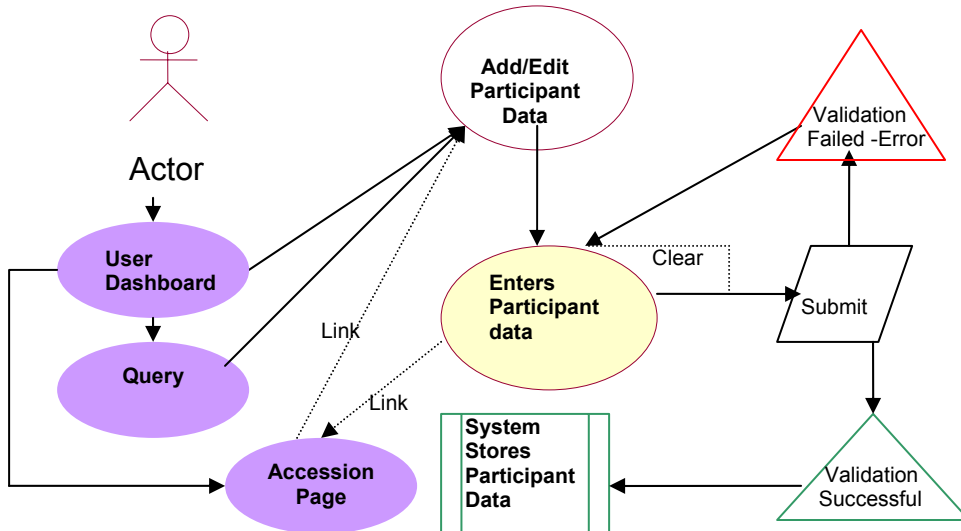 Actor
User
Dashboard
Query
Accession
Page
Link
Link
Add/Edit
Participant
Data
Enters
Participant
data
Clear
Submit
Validation
Failed -Error
Validation
Successful
System
Stores
Participant
Data